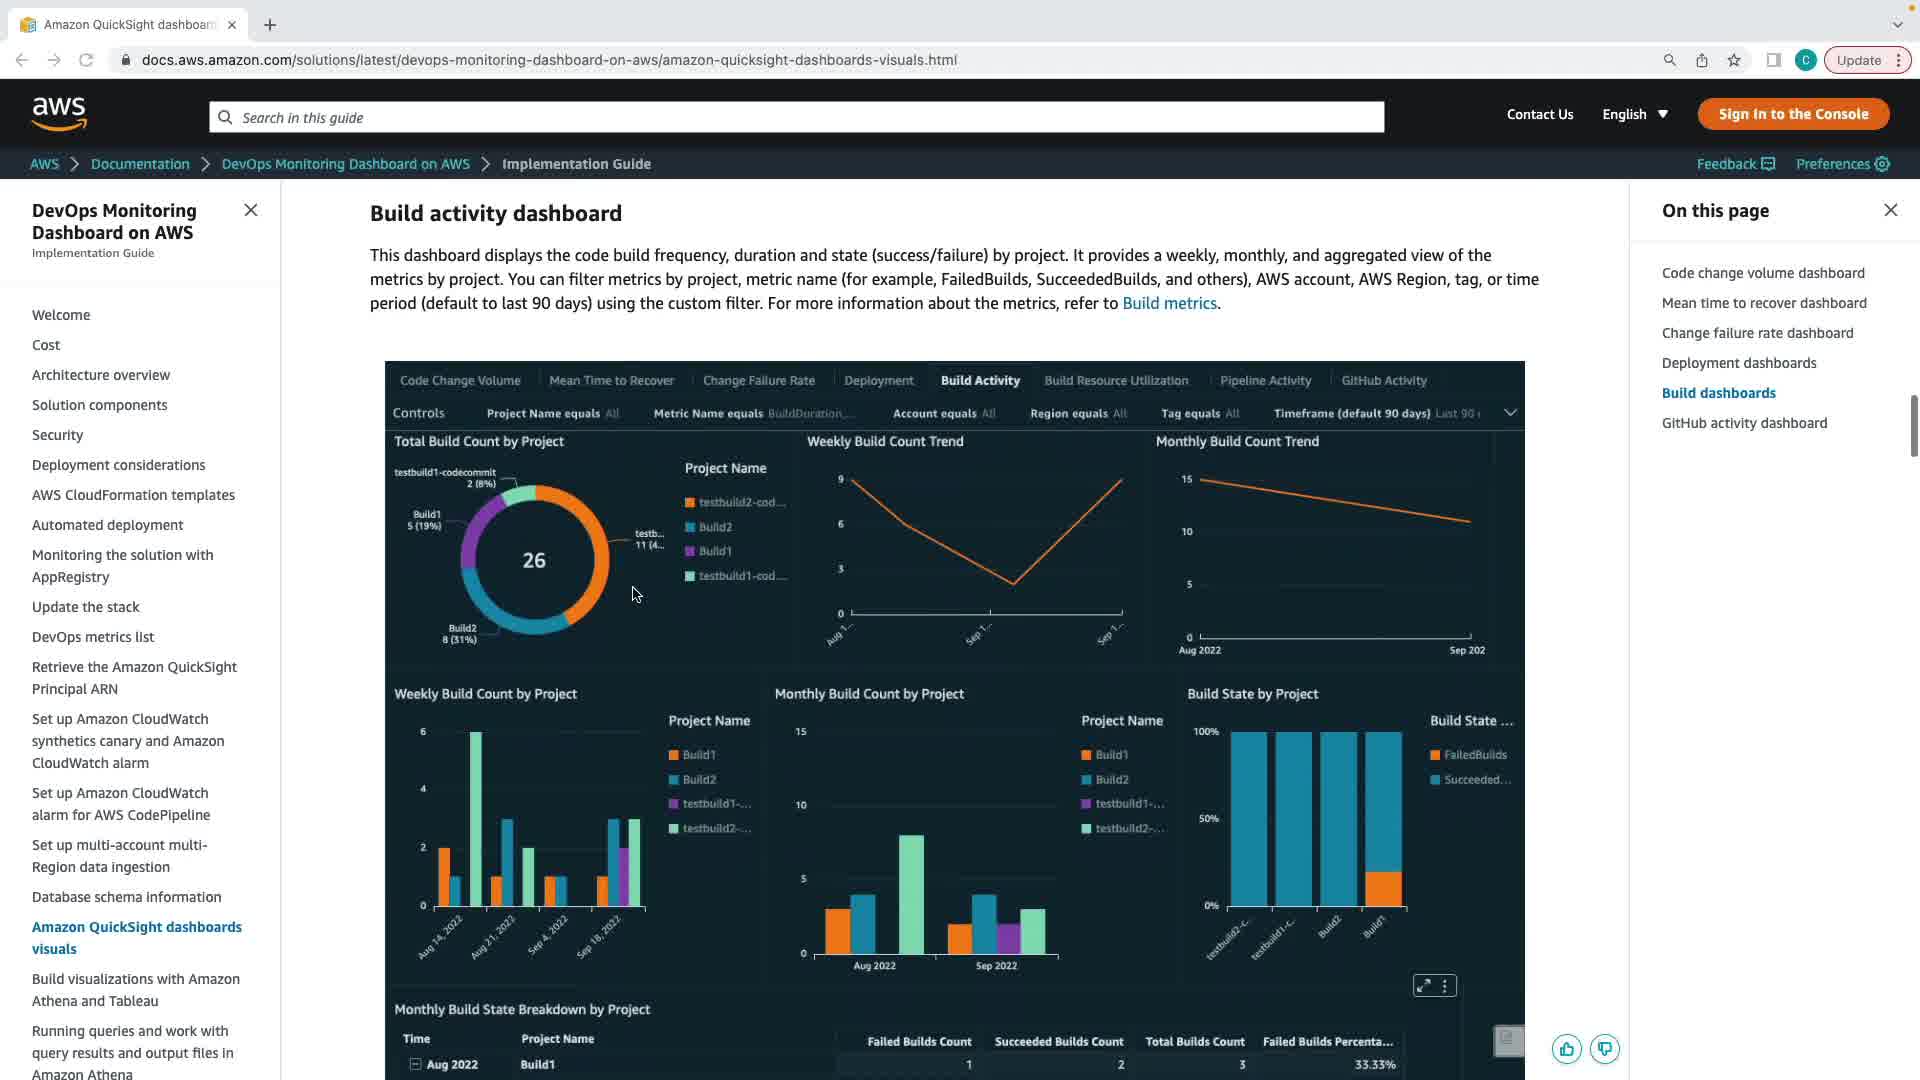 Amazon QuickSight dashboar
docs.aws.amazon.com/solutions/latest/devops-monitoring-dashboard-on-aws/amazon-quicksight-dashboards-visuals.html
C
Update
aws
Search in this guide
Contact Us
English
Sign In to the Console
AWS
Documentation
DevOps Monitoring Dashboard on AWS
Implementation Guide
Feedback
Preferences
DevOps Monitoring
Dashboard on AWS
Implementation Guide
Welcome
Cost
Architecture overview
Solution components
Security
Deployment considerations
AWS CloudFormation templates
Automated deployment
Monitoring the solution with
AppRegistry
Update the stack
DevOps metrics list
Retrieve the Amazon QuickSight
Principal ARN
Set up Amazon CloudWatch
synthetics canary and Amazon
CloudWatch alarm
Set up Amazon CloudWatch
alarm for AWS CodePipeline
Set up multi-account multi-
Region data ingestion
Database schema information
Amazon QuickSight dashboards
visuals
Build visualizations with Amazon
Athena and Tableau
Running queries and work with
query results and output files in
Amazon Athena
Build activity dashboard
This dashboard displays the code build frequency, duration and state (success/failure) by project. It provides a weekly, monthly, and aggregated view of the
metrics by project. You can filter metrics by project, metric name (for example, FailedBuilds, SucceededBuilds, and others), AWS account, AWS Region, tag, or time
period (default to last 90 days) using the custom filter. For more information about the metrics, refer to Build metrics.
Code Change Volume
Mean Time to Recover
Change Failure Rate
Deployment
Build Activity
Build Resource Utilization
Pipeline Activity
GitHub Activity
Controls
Project Name equals All
Metric Name equals BuildDuration,...
Account equals All
Region equals All
Tag equals All
Timeframe (default 90 days) Last 90
Total Build Count by Project
testbuild1-codecommit
2 (8%)
Build1
5 (19%)
testb...
11 (4...
26
Build2
8 (31%)
Project Name
testbuild2-cod...
Build2
Build1
testbuild1-cod...
Weekly Build Count Trend
9
6
3
0
Aug 1...
Sep 1...
Sep 1...
Monthly Build Count Trend
15
10
5
0
Aug 2022
Sep 202
Weekly Build Count by Project
6
4
2
0
Aug 14, 2022
Aug 21, 2022
Sep 4, 2022
Sep 18, 2022
Project Name
Build1
Build2
testbuild1-...
testbuild2-...
Monthly Build Count by Project
15
10
5
0
Aug 2022
Sep 2022
Project Name
Build1
Build2
testbuild1-...
testbuild2-...
Build State by Project
100%
50%
0%
testbuild2-c...
testbuild1-c...
Build2
Build1
Build State ...
FailedBuilds
Succeeded...
Monthly Build State Breakdown by Project
Time
Project Name
Failed Builds Count
Succeeded Builds Count
Total Builds Count
Failed Builds Percenta...
Aug 2022
Build1
1
2
3
33.33%
On this page
Code change volume dashboard
Mean time to recover dashboard
Change failure rate dashboard
Deployment dashboards
Build dashboards
GitHub activity dashboard